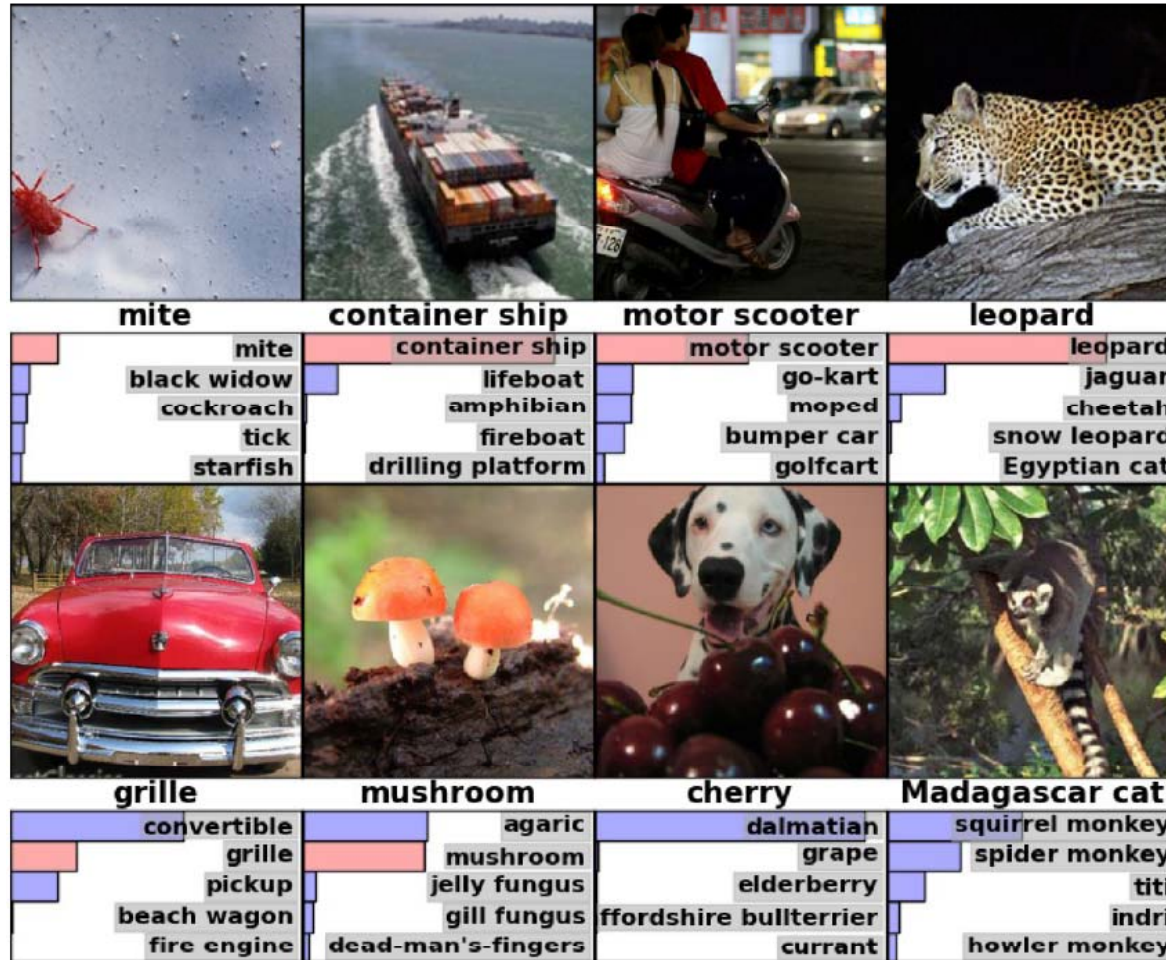 7-128
mite
container ship
motor scooter
leopard
mite
black widow
cockroach
tick
starfish
container ship
lifeboat
amphibian
fireboat
drilling platform
motor scooter
go-kart
moped
bumper car
golfcart
leopard
jaguar
cheetah
snow leopard
Egyptian cat
grille
mushroom
cherry
Madagascar cat
convertible
grille
pickup
beach wagon
fire engine
agaric
mushroom
jelly fungus
gill fungus
dead-man's-fingers
dalmatian
grape
elderberry
ffordshire bullterrier
currant
squirrel monkey
spider monkey
titi
indri
howler monkey